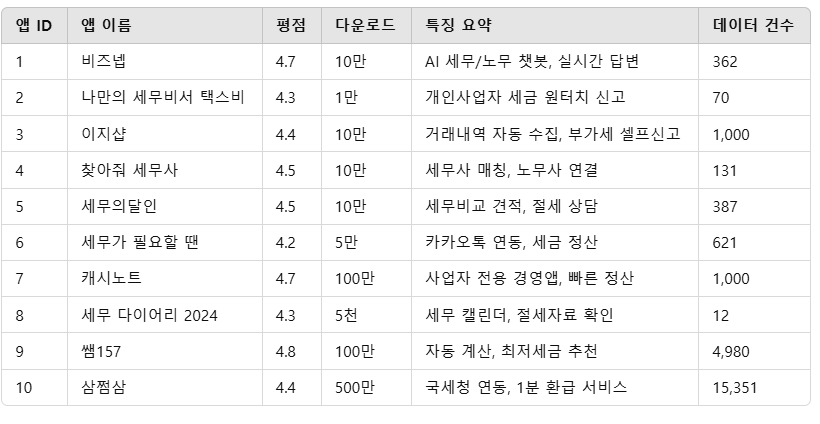 앱 ID 앱 이름 평점 다운로드 특징 요약 데이터 건수
1 비즈넵 4.7 10만 AI 세무/노무 챗봇, 실시간 답변 362
2 나만의 세무비서 택스비 4.3 1만 개인사업자 세금 원터치 신고 70
3 이지샵 4.4 10만 거래내역 자동 수집, 부가세 셀프신고 1,000
4 찾아줘 세무사 4.5 10만 세무사 매칭, 노무사 연결 131
5 세무의달인 4.5 10만 세무비교 견적, 절세 상담 387
6 세무가 필요할 땐 4.2 5만 카카오톡 연동, 세금 정산 621
7 캐시노트 4.7 100만 사업자 전용 경영앱, 빠른 정산 1,000
8 세무 다이어리 2024 4.3 5천 세무 캘린더, 절세자료 확인 12
9 쌤157 4.8 100만 자동 계산, 최저세금 추천 4,980
10 삼쩜삼 4.4 500만 국세청 연동, 1분 환급 서비스 15,351